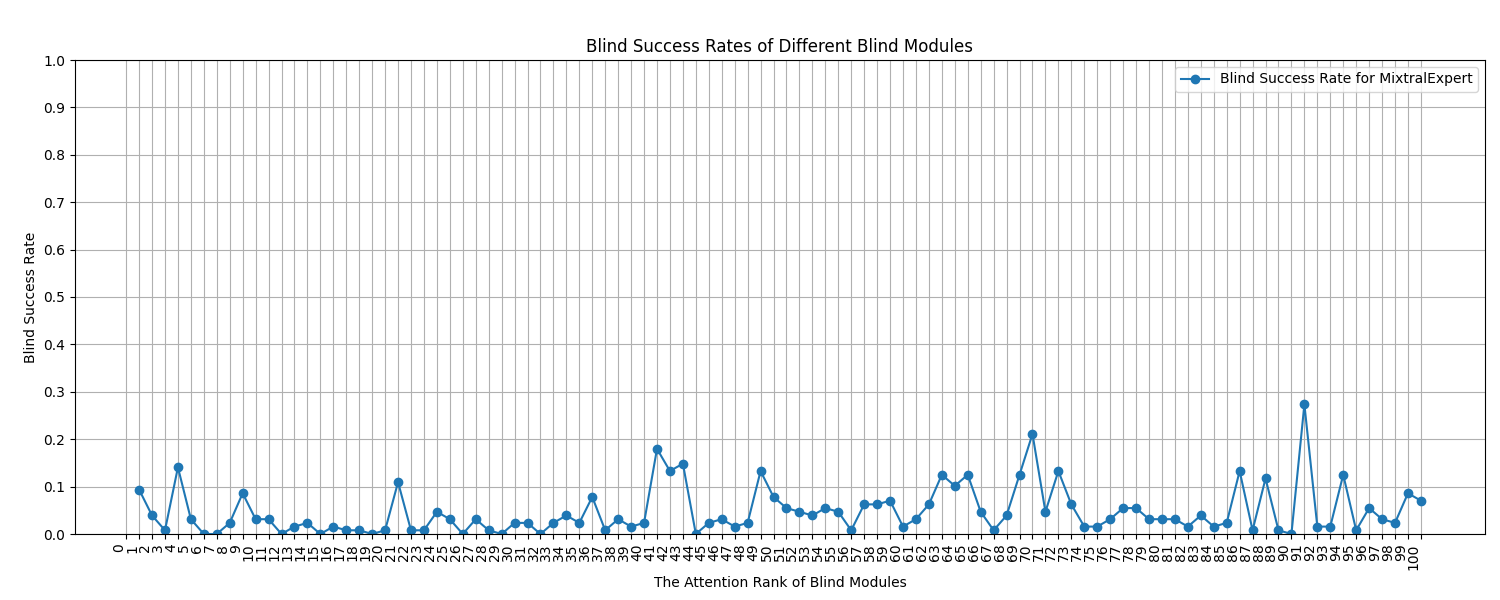 Blind Success Rates of Different Blind Modules
Blind Success Rate for MixtralExpert
1.0
0.9
0.8
0.7
0.6
0.5
0.4
0.3
0.2
0.1
0.0
Blind Success Rate
0 1 2 3 4 5 6 7 8 9 10 11 12 13 14 15 16 17 18 19 20 21 22 23 24 25 26 27 28 29 30 31 32 33 34 35 36 37 38 39 40 41 42 43 44 45 46 47 48 49 50 51 52 53 54 55 56 57 58 59 60 61 62 63 64 65 66 67 68 69 70 71 72 73 74 75 76 77 78 79 80 81 82 83 84 85 86 87 88 89 90 91 92 93 94 95 96 97 98 99 100
The Attention Rank of Blind Modules